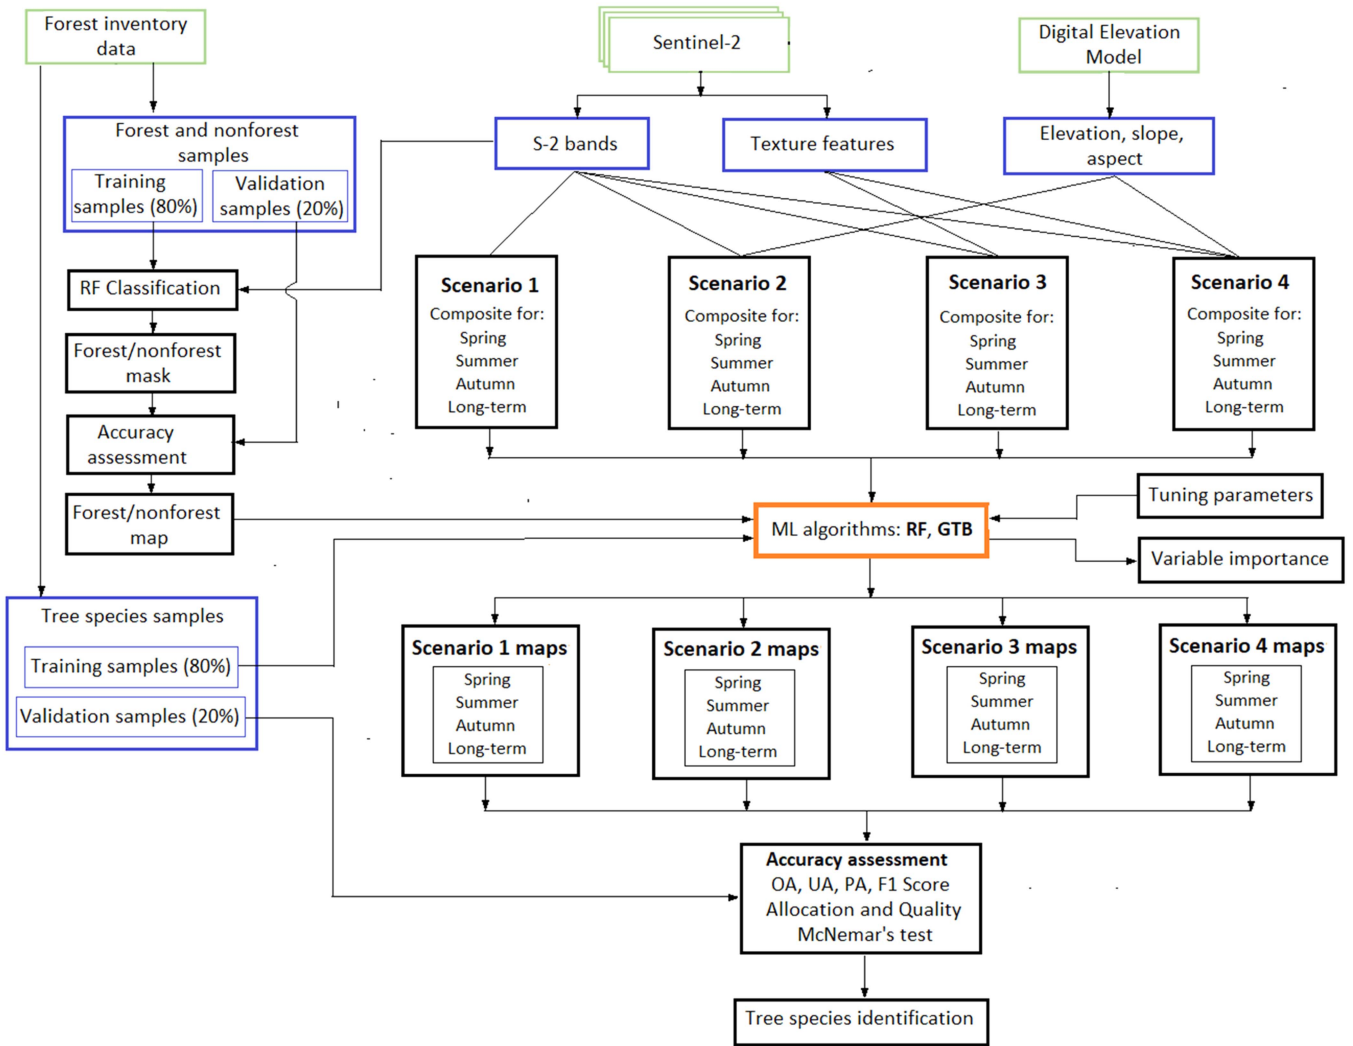 Forest inventory
data
Sentinel-2
Digital Elevation
Model
Forest and nonforest
samples
Training
samples (80%)
Validation
samples (20%)
S-2 bands
Texture features
Elevation, slope,
aspect
RF Classification
Forest/nonforest
mask
Accuracy
assessment
Forest/nonforest
map
Scenario 1
Composite for:
Spring
Summer
Autumn
Long-term
Scenario 2
Composite for:
Spring
Summer
Autumn
Long-term
Scenario 3
Composite for:
Spring
Summer
Autumn
Long-term
Scenario 4
Composite for:
Spring
Summer
Autumn
Long-term
Tuning parameters
ML algorithms: RF, GTB
Variable importance
Tree species samples
Training samples (80%)
Validation samples (20%)
Scenario 1 maps
Spring
Summer
Autumn
Long-term
Scenario 2 maps
Spring
Summer
Autumn
Long-term
Scenario 3 maps
Spring
Summer
Autumn
Long-term
Scenario 4 maps
Spring
Summer
Autumn
Long-term
Accuracy assessment
OA, UA, PA, F1 Score
Allocation and Quality
McNemar's test
Tree species identification